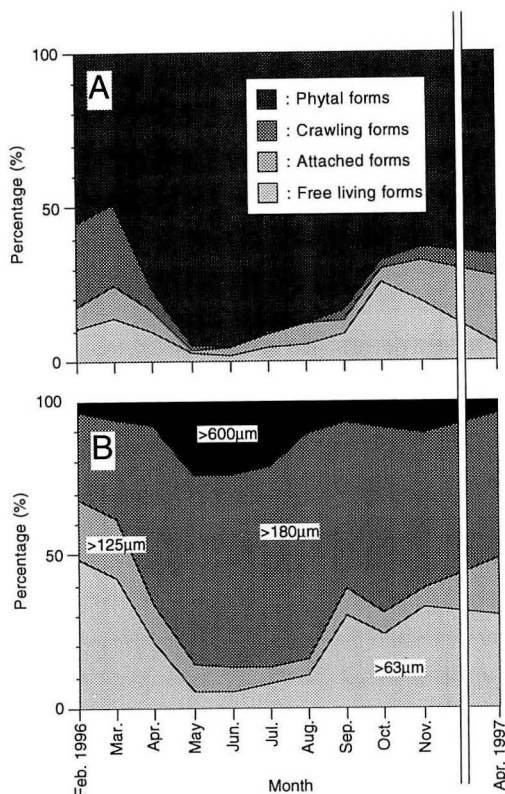 100
A
: Phytal forms
: Crawling forms
: Attached forms
: Free living forms
Percentage (%)
50
0
100
B
>600µm
>180µm
>125µm
Percentage (%)
50
>63µm
0
Feb. 1996
Mar.
Apr.
May
Jun.
Jul.
Aug.
Sep.
Oct.
Nov.
Apr. 1997
Month